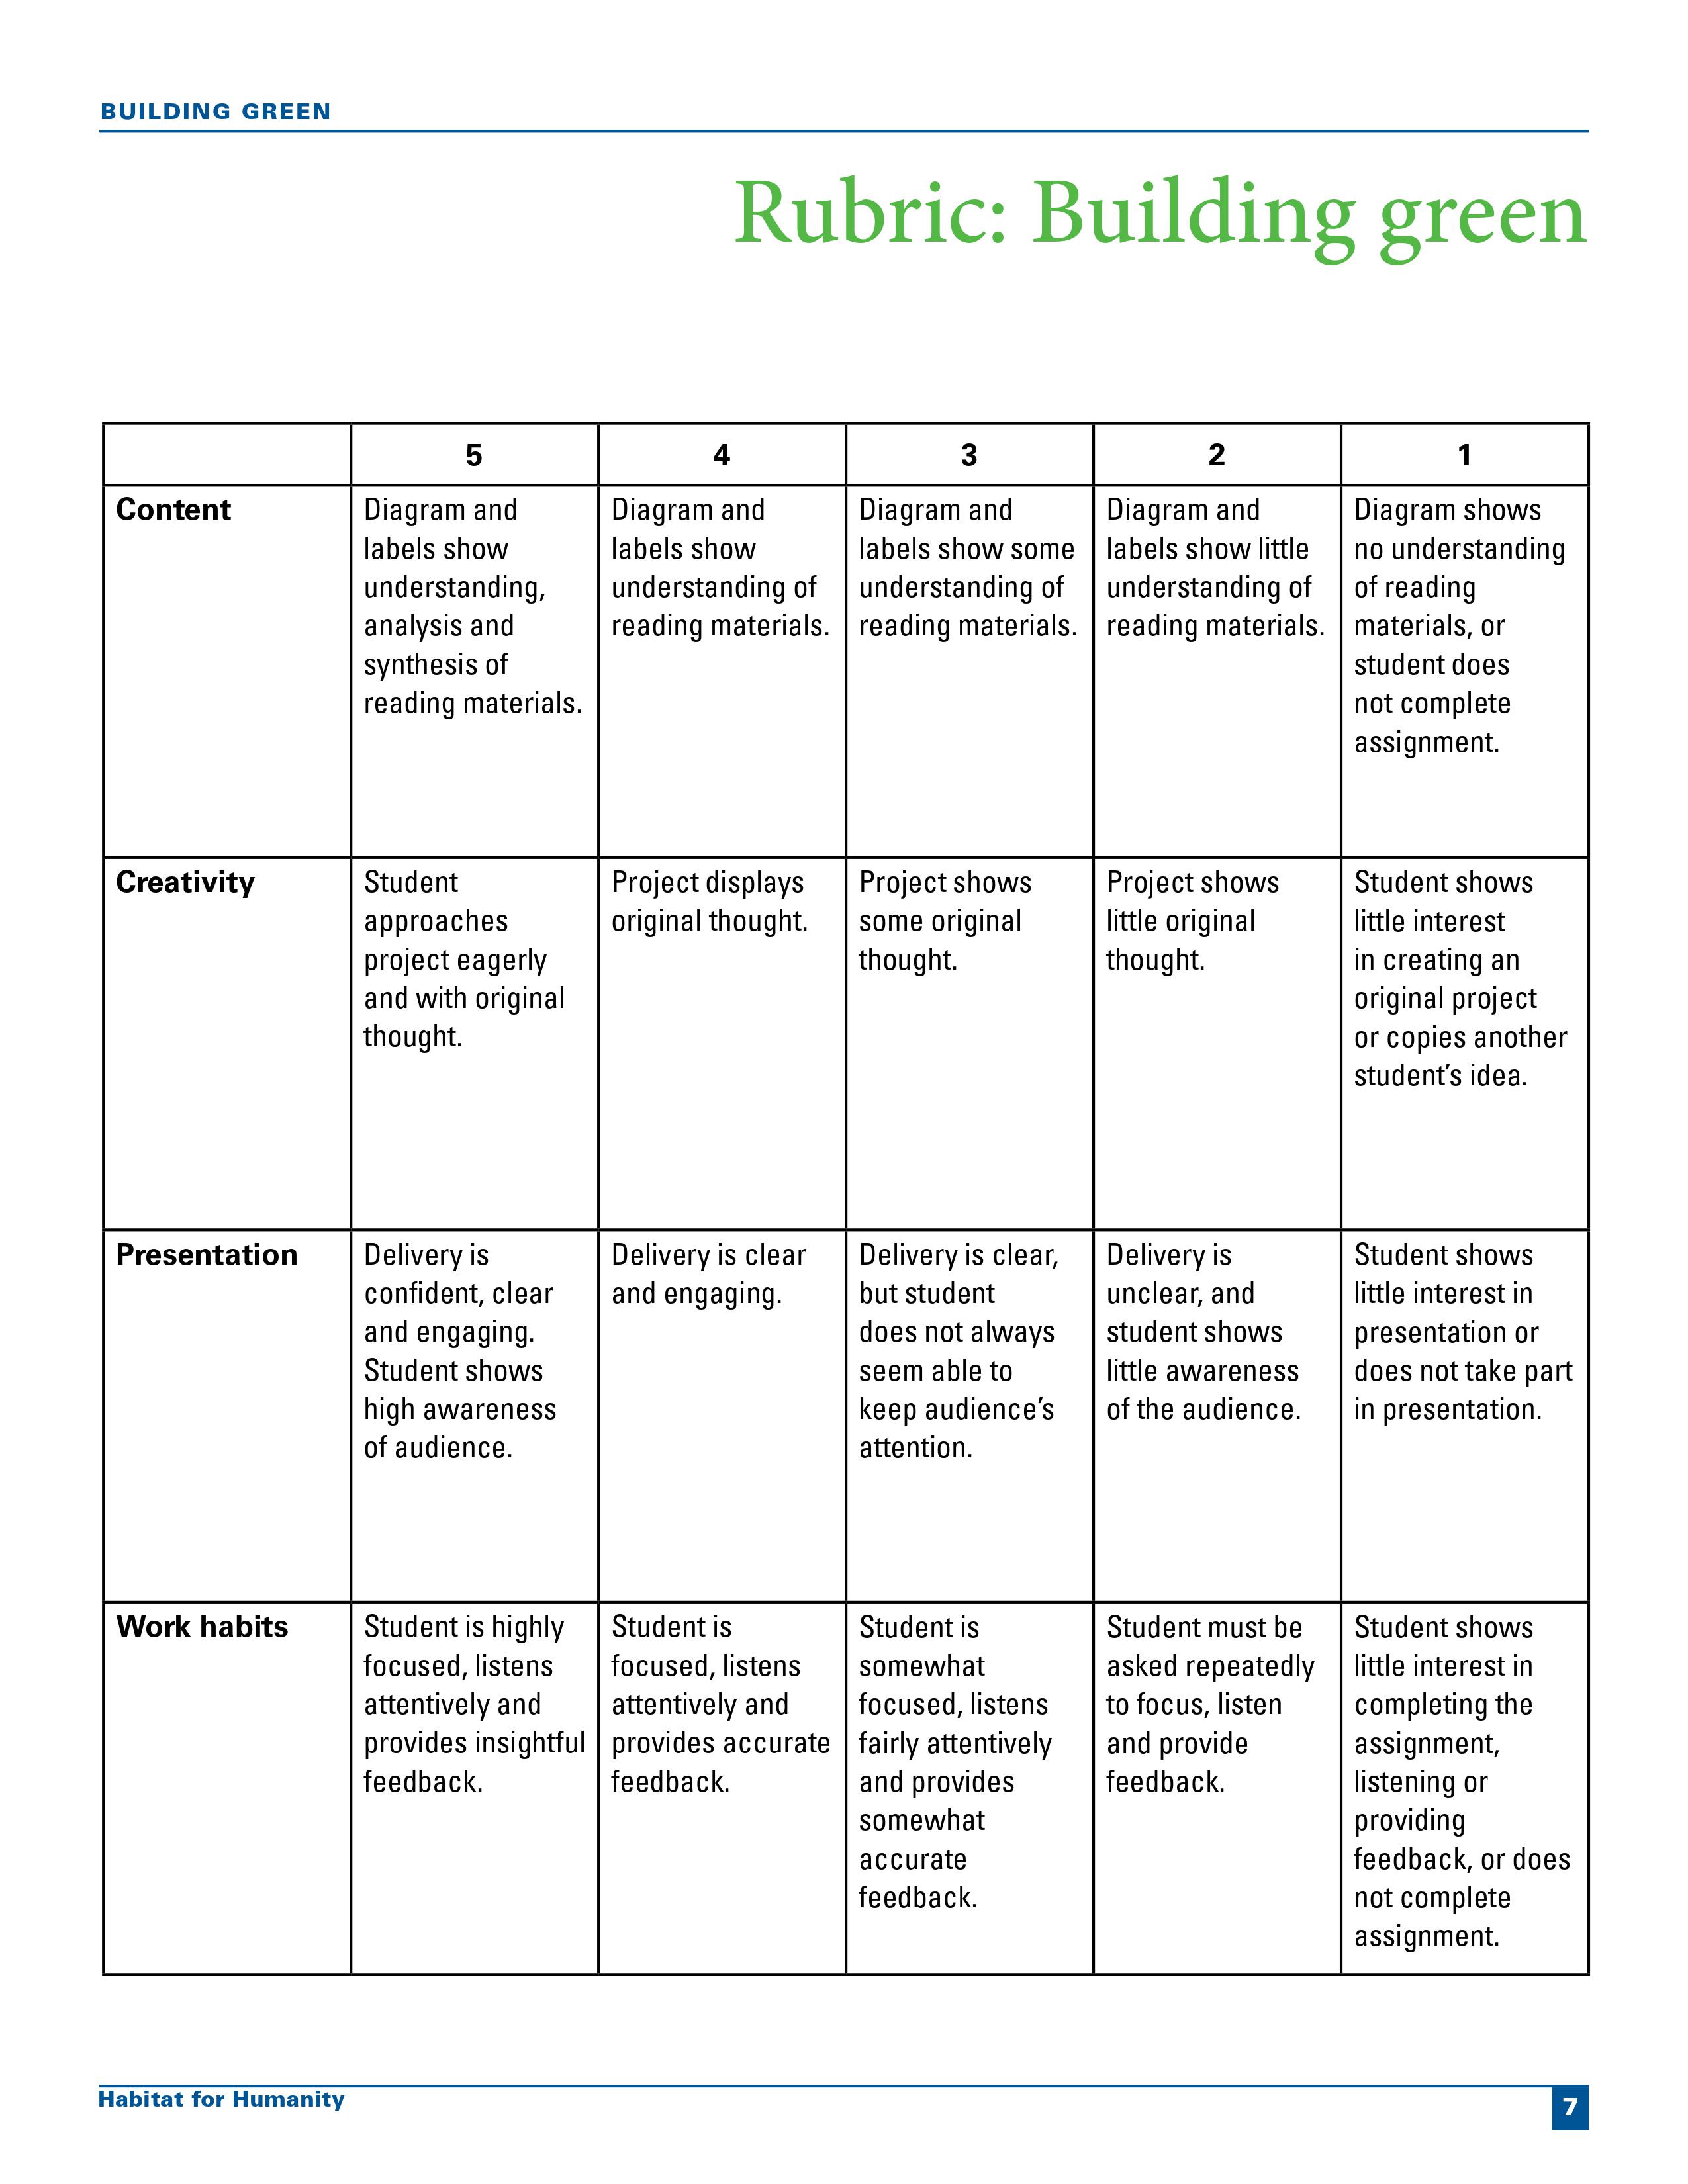 BUILDING GREEN
Rubric: Building green
5
4
3
2
1
Content
Diagram and
labels show
understanding,
analysis and
synthesis of
reading materials.
Diagram and
labels show
understanding of
reading materials.
Diagram and
labels show some
understanding of
reading materials.
Diagram and
labels show little
understanding of
reading materials.
Diagram shows
no understanding
of reading
materials, or
student does
not complete
assignment.
Creativity
Student
approaches
project eagerly
and with original
thought.
Project displays
original thought.
Project shows
some original
thought.
Project shows
little original
thought.
Student shows
little interest
in creating an
original project
or copies another
student’s idea.
Presentation
Delivery is
confident, clear
and engaging.
Student shows
high awareness
of audience.
Delivery is clear
and engaging.
Delivery is clear,
but student
does not always
seem able to
keep audience’s
attention.
Delivery is
unclear, and
student shows
little awareness
of the audience.
Student shows
little interest in
presentation or
does not take part
in presentation.
Work habits
Student is highly
focused, listens
attentively and
provides insightful
feedback.
Student is
focused, listens
attentively and
provides accurate
feedback.
Student is
somewhat
focused, listens
fairly attentively
and provides
somewhat
accurate
feedback.
Student must be
asked repeatedly
to focus, listen
and provide
feedback.
Student shows
little interest in
completing the
assignment,
listening or
providing
feedback, or does
not complete
assignment.
Habitat for Humanity
7